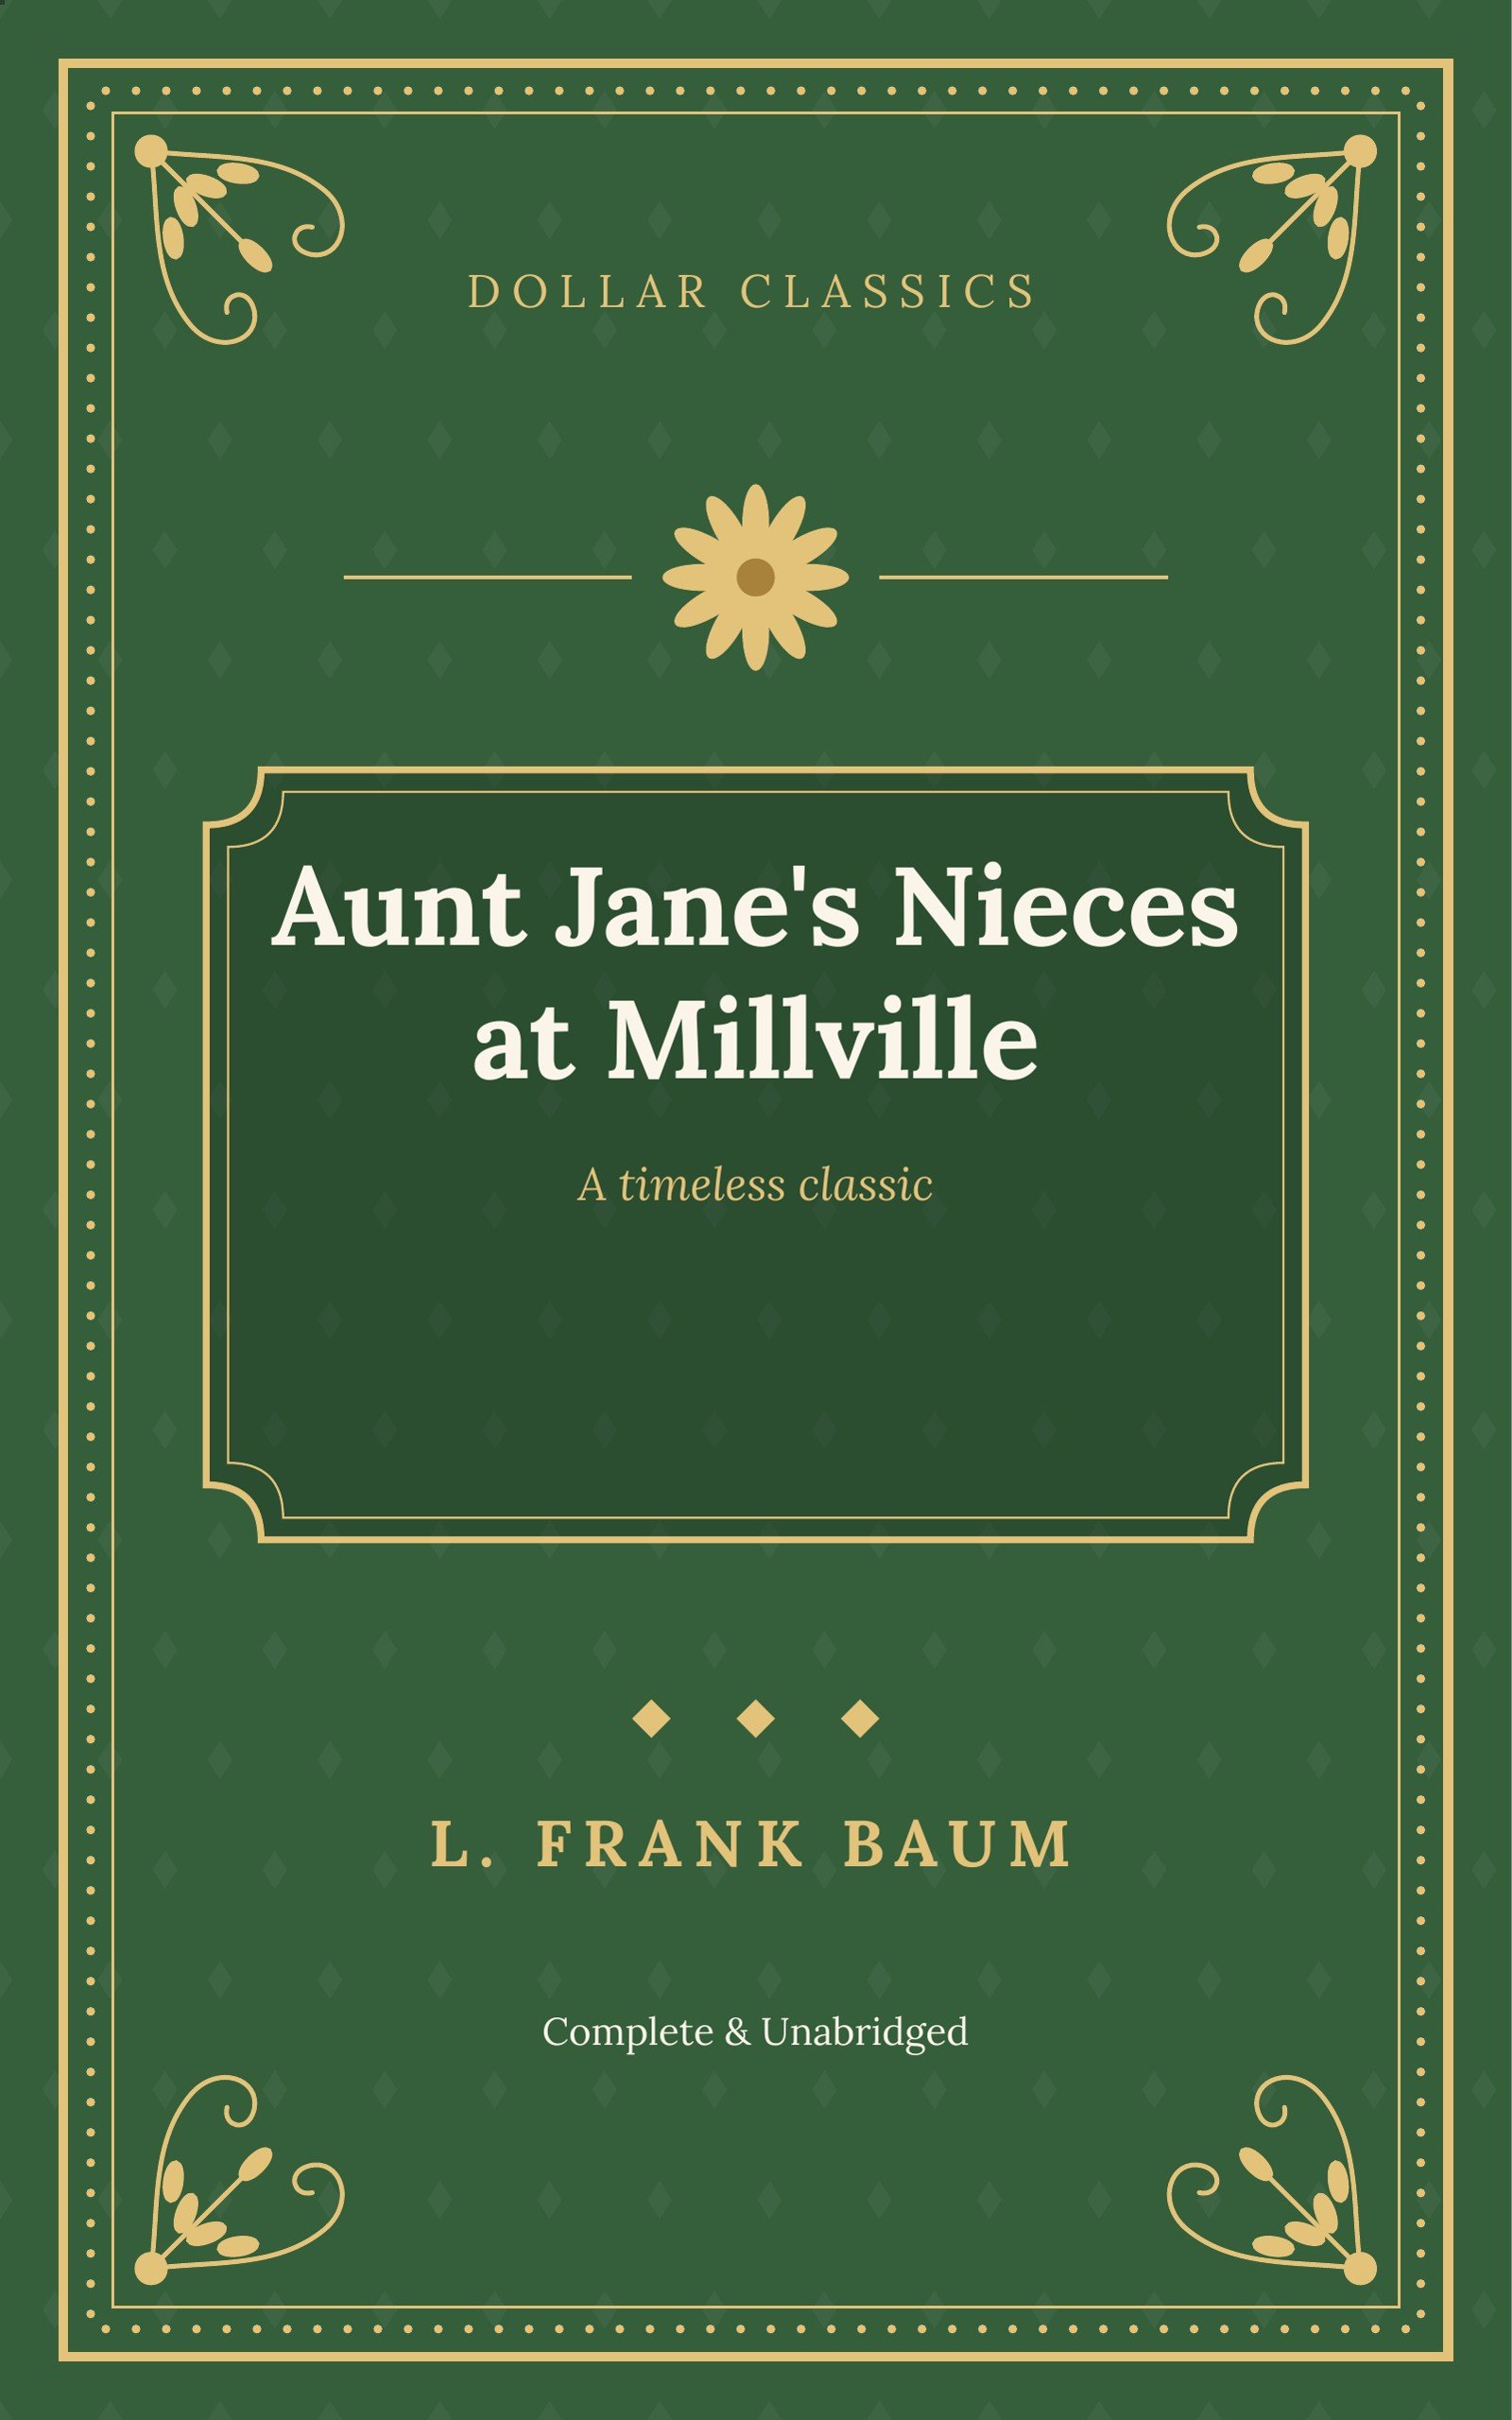 DOLLAR CLASSICS
Aunt Jane's Nieces
at Millville
A timeless classic
L. FRANK BAUM
Complete & Unabridged